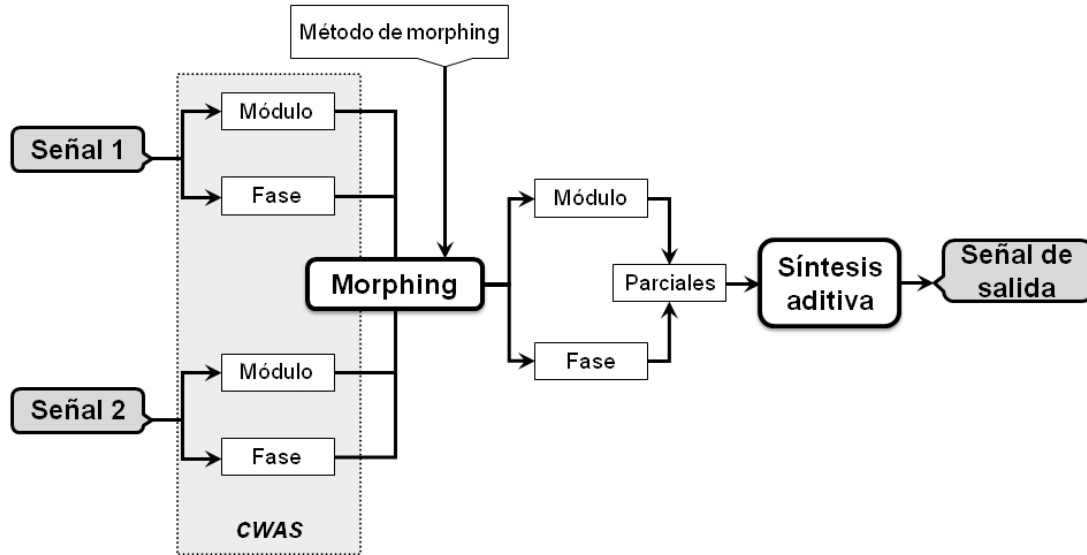 Método de morphing
Módulo
Señal 1
Fase
Módulo
Morphing
Parciales
Síntesis
aditiva
Señal de
salida
Fase
Módulo
Señal 2
Fase
CWAS